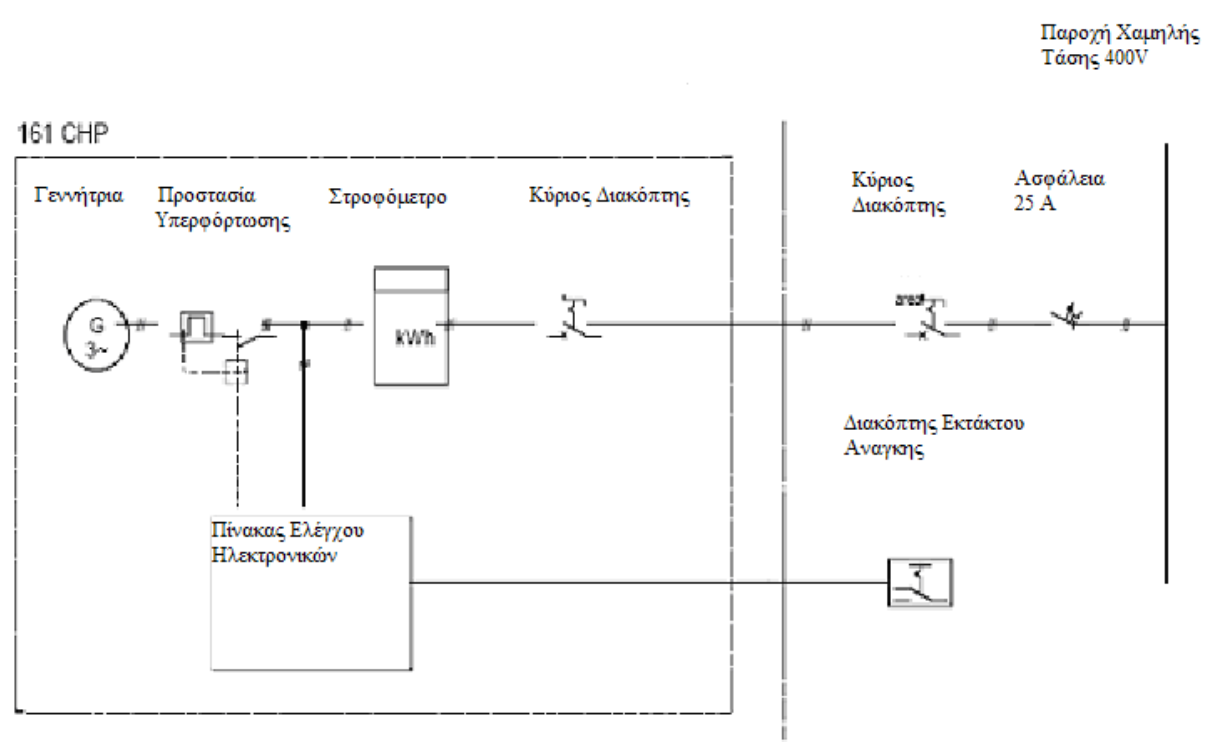 Παροχή Χαμηλής
Τάσης 400V
161 CHP
Γεννήτρια
Προστασία
Υπερφόρτωσης
Στροφόμετρο
Κύριος Διακόπτης
Κύριος
Διακόπτης
Ασφάλεια
25 Α
G
3~
kWh
Διακόπτης Εκτάκτου
Αναγκης
Πίνακας Ελέγχου
Ηλεκτρονικών